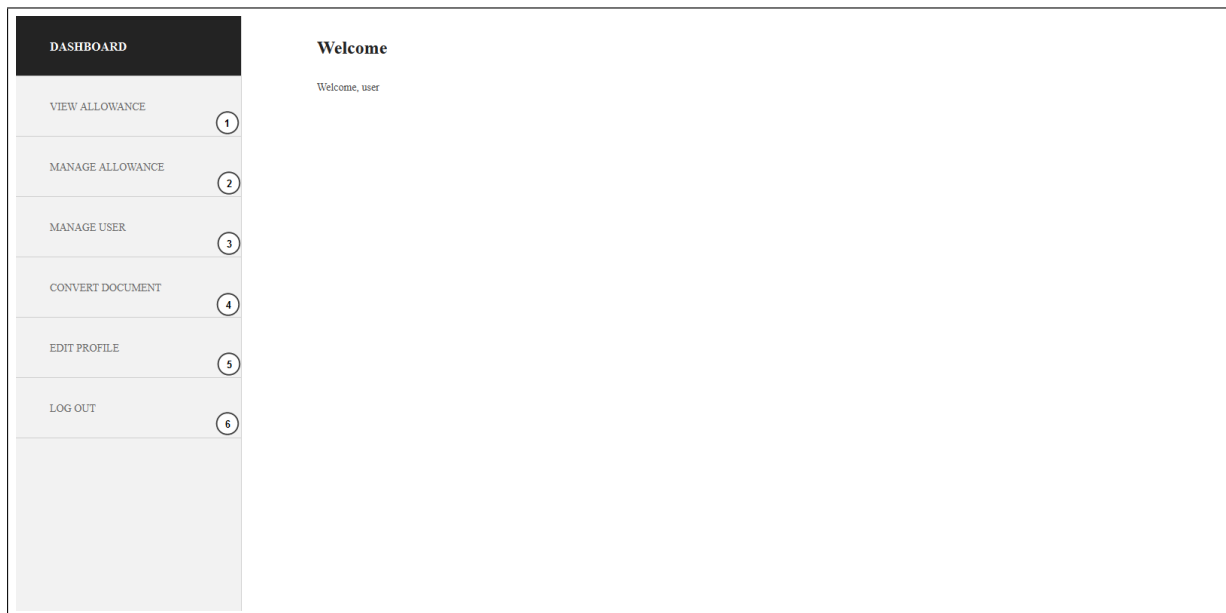 DASHBOARD
VIEW ALLOWANCE
1
MANAGE ALLOWANCE
2
MANAGE USER
3
CONVERT DOCUMENT
4
EDIT PROFILE
5
LOG OUT
6
Welcome
Welcome, user